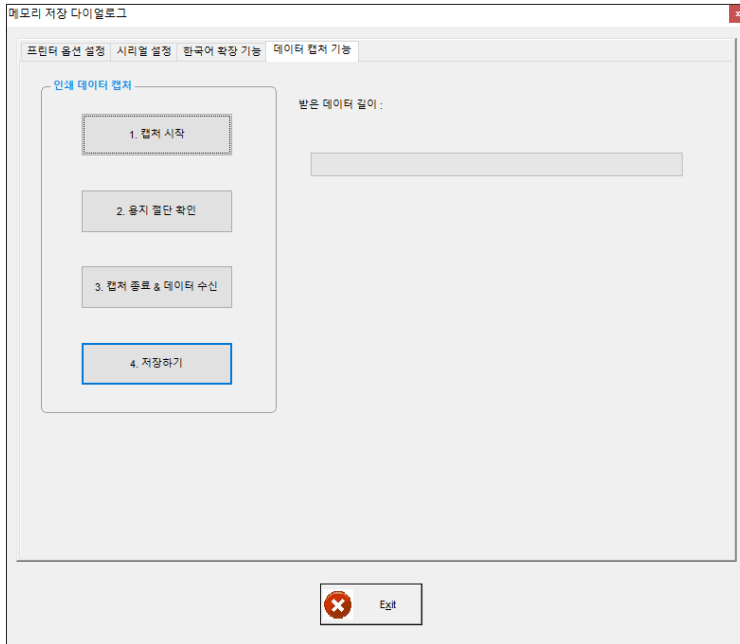 메모리 저장 다이얼로그
x
프린터 옵션 설정 시리얼 설정 한국어 확장 기능 데이터 캡처 기능
인쇄 데이터 캡처
받은 데이터 길이 :
1. 캡처 시작
2. 용지 절단 확인
3. 캡처 종료 & 데이터 수신
4. 저장하기
Exit